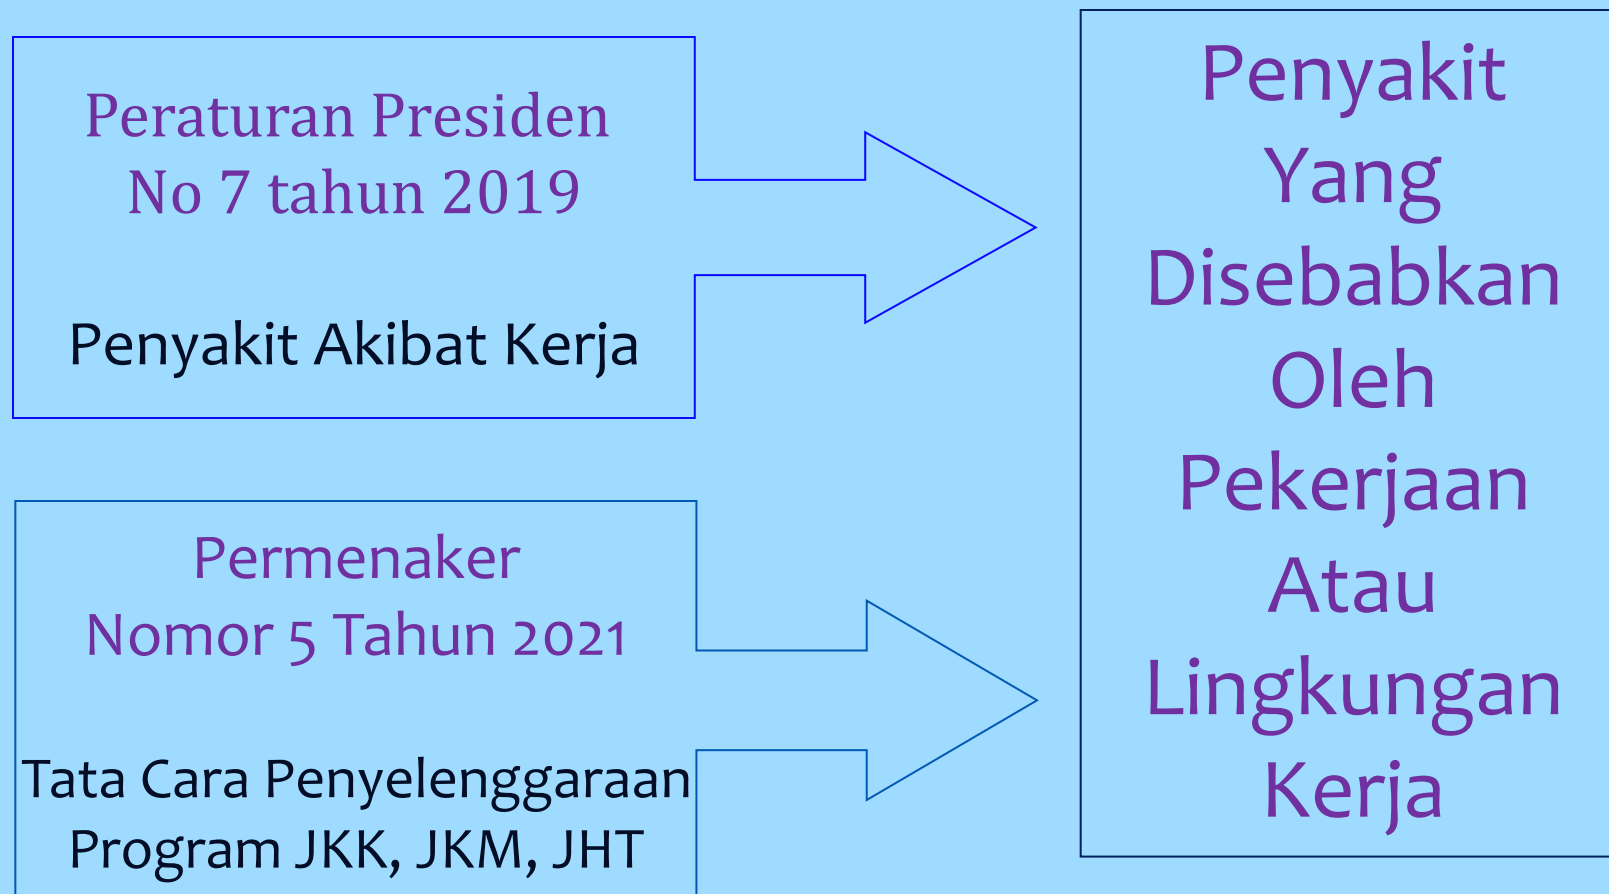 Peraturan Presiden
No 7 tahun 2019
Penyakit Akibat Kerja
Permenaker
Nomor 5 Tahun 2021
Tata Cara Penyelenggaraan
Program JKK, JKM, JHT
Penyakit
Yang
Disebabkan
Oleh
Pekerjaan
Atau
Lingkungan
Kerja